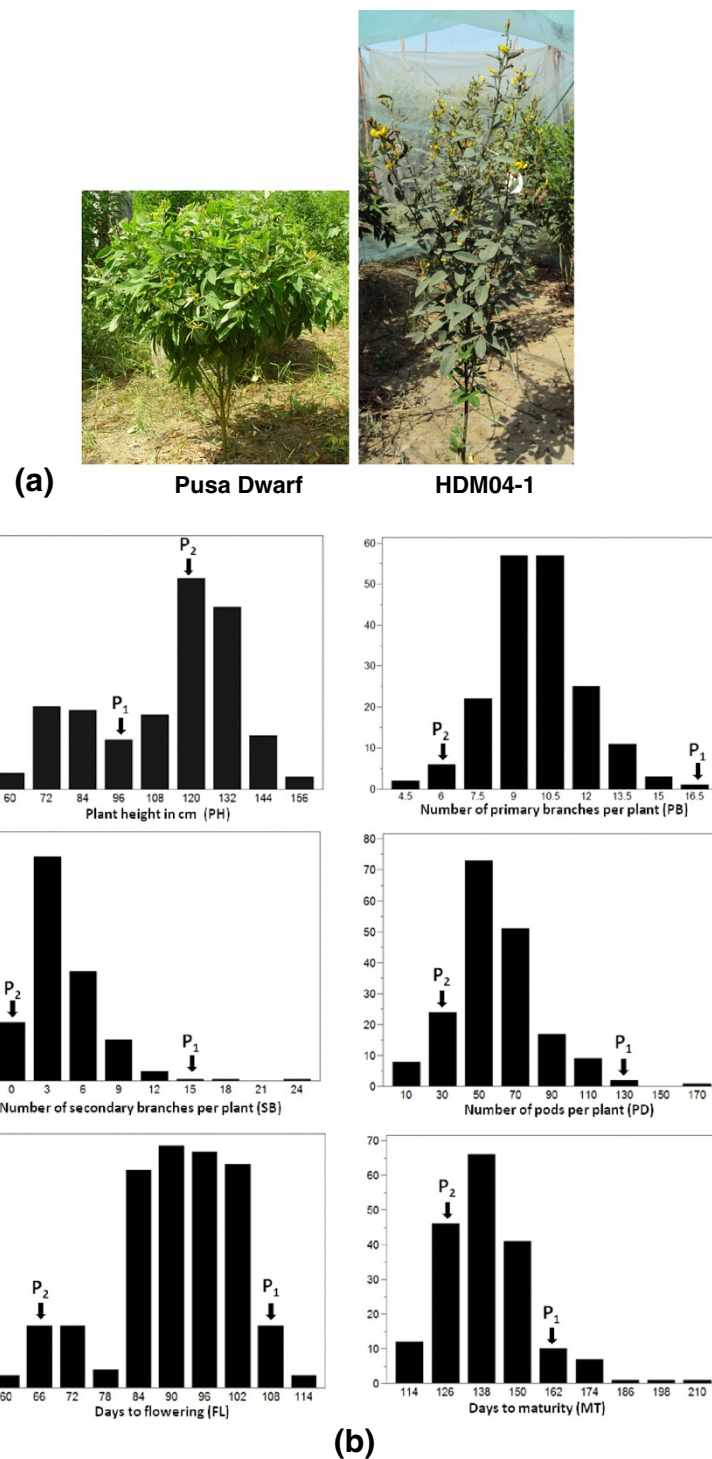 (a)
Pusa Dwarf HDM04-1
P2
P1
60 72 84 96 108 120 132 144 156
Plant height in cm (PH)
60
50
40
30
20
10
0
P2
P1
4.5 6 7.5 9 10.5 12 13.5 15 16.5
Number of primary branches per plant (PB)
P2
P1
0 3 6 9 12 15 18 21 24
Number of secondary branches per plant (SB)
80
70
60
50
40
30
20
10
0
P2
P1
10 30 50 70 90 110 130 150 170
Number of pods per plant (PD)
P2
P1
60 66 72 78 84 90 96 102 108 114
Days to flowering (FL)
70
60
50
40
30
20
10
0
P2
P1
114 126 138 150 162 174 186 198 210
Days to maturity (MT)
(b)